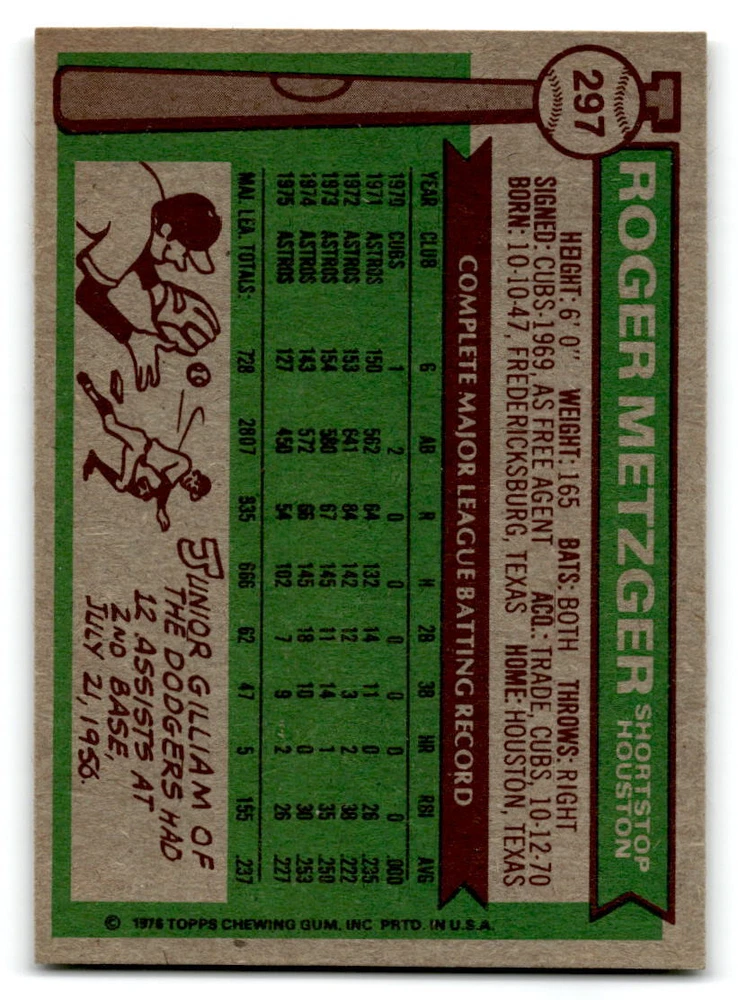 297
ROGER METZGER
SHORTSTOP
HOUSTON
HEIGHT: 6' 0" WEIGHT: 165 BATS: BOTH THROWS: RIGHT
SIGNED: CUBS-1969, AS FREE AGENT ACQ.: TRADE, CUBS, 10-12-70
BORN: 10-10-47, FREDERICKSBURG, TEXAS HOME: HOUSTON, TEXAS
COMPLETE MAJOR LEAGUE BATTING RECORD
YEAR CLUB G AB R H 2B 3B HR RBI AVG
1970 CUBS 1 2 0 0 0 0 0 0 .000
1971 ASTROS 150 562 64 132 14 11 0 26 .235
1972 ASTROS 153 641 84 142 12 3 2 38 .222
1973 ASTROS 154 580 67 145 11 14 1 35 .250
1974 ASTROS 143 572 66 145 18 10 0 30 .253
1975 ASTROS 127 450 54 102 7 9 2 26 .227
MAJ. LEA. TOTALS: 728 2807 335 666 62 47 5 155 .237
JUNIOR GILLIAM OF
THE DODGERS HAD
12 ASSISTS AT
2ND BASE,
JULY 21, 1956.
© 1976 TOPPS CHEWING GUM, INC PRTD. IN U.S.A.